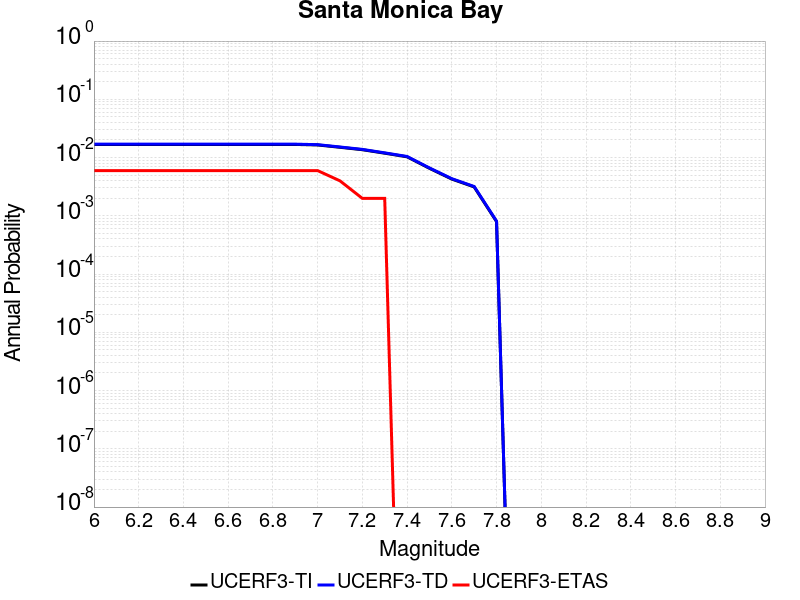 Santa Monica Bay
10^0
10^-1
10^-2
10^-3
10^-4
10^-5
10^-6
10^-7
10^-8
Annual Probability
6 6.2 6.4 6.6 6.8 7 7.2 7.4 7.6 7.8 8 8.2 8.4 8.6 8.8 9
Magnitude
UCERF3-TI UCERF3-TD UCERF3-ETAS